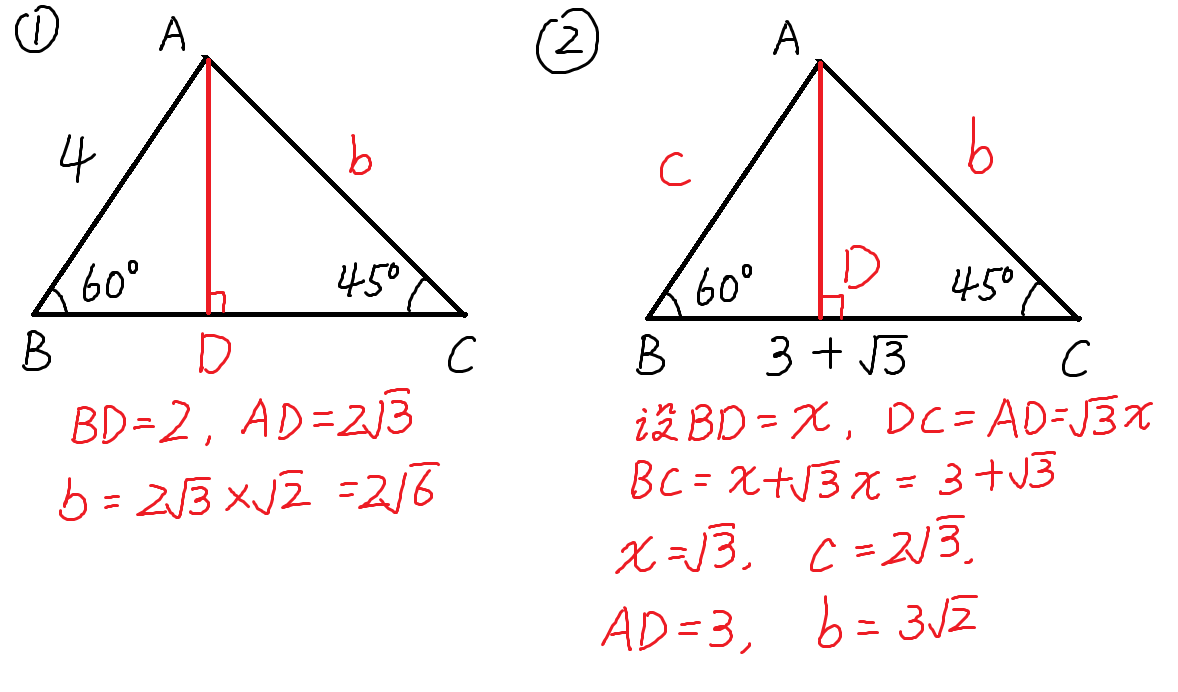 ①
A
4
b
60°
45°
B
D
C
BD=2, AD=2√3
b=2√3×√2=2√6
②
A
c
b
D
60°
45°
B
3+√3
C
设BD=x, DC=AD=√3x
BC=x+√3x=3+√3
x=√3, c=2√3.
AD=3, b=3√2